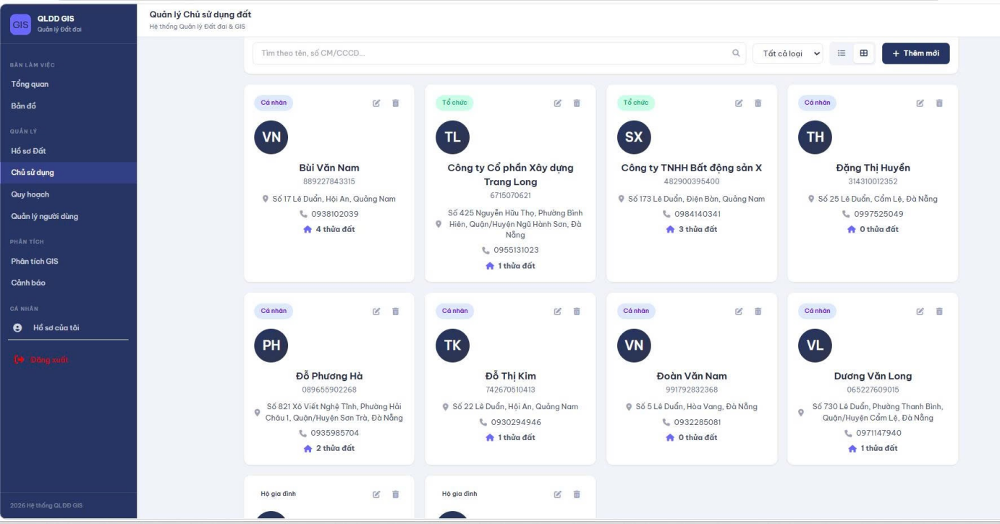 GIS
QLDD GIS
Quản lý Đất đai
BÀN LÀM VIỆC
Tổng quan
Bản đồ
QUẢN LÝ
Hồ sơ Đất
Chủ sử dụng
Quy hoạch
Quản lý người dùng
PHÂN TÍCH
Phân tích GIS
Cảnh báo
CÁ NHÂN
Hồ sơ của tôi
Đăng xuất
2026 Hệ thống QLĐĐ GIS
Quản lý Chủ sử dụng đất
Hệ thống Quản lý Đất đai & GIS
Tìm theo tên, số CM/CCCD...
Tất cả loại
+ Thêm mới
Cá nhân
VN
Bùi Văn Nam
889227843315
Số 17 Lê Duẩn, Hội An, Quảng Nam
0938102039
4 thửa đất
Tổ chức
TL
Công ty Cổ phần Xây dựng
Trang Long
6715070621
Số 425 Nguyễn Hữu Thọ, Phường Bình
Hiên, Quận/Huyện Ngũ Hành Sơn, Đà
Nẵng
0955131023
1 thửa đất
Tổ chức
SX
Công ty TNHH Bất động sản X
482900395400
Số 173 Lê Duẩn, Điện Bàn, Quảng Nam
0984140341
3 thửa đất
Cá nhân
TH
Đặng Thị Huyền
314310012352
Số 25 Lê Duẩn, Cẩm Lệ, Đà Nẵng
0997525049
0 thửa đất
Cá nhân
PH
Đỗ Phương Hà
089655902268
Số 821 Xô Viết Nghệ Tĩnh, Phường Hải
Châu 1, Quận/Huyện Sơn Trà, Đà Nẵng
0935985704
2 thửa đất
Cá nhân
TK
Đỗ Thị Kim
742670510413
Số 22 Lê Duẩn, Hội An, Quảng Nam
0930294946
1 thửa đất
Cá nhân
VN
Đoàn Văn Nam
991792832368
Số 5 Lê Duẩn, Hòa Vang, Đà Nẵng
0932285081
0 thửa đất
Cá nhân
VL
Dương Văn Long
065227609015
Số 730 Lê Duẩn, Phường Thanh Bình,
Quận/Huyện Cẩm Lệ, Đà Nẵng
0971147940
1 thửa đất
Hộ gia đình
Hộ gia đình